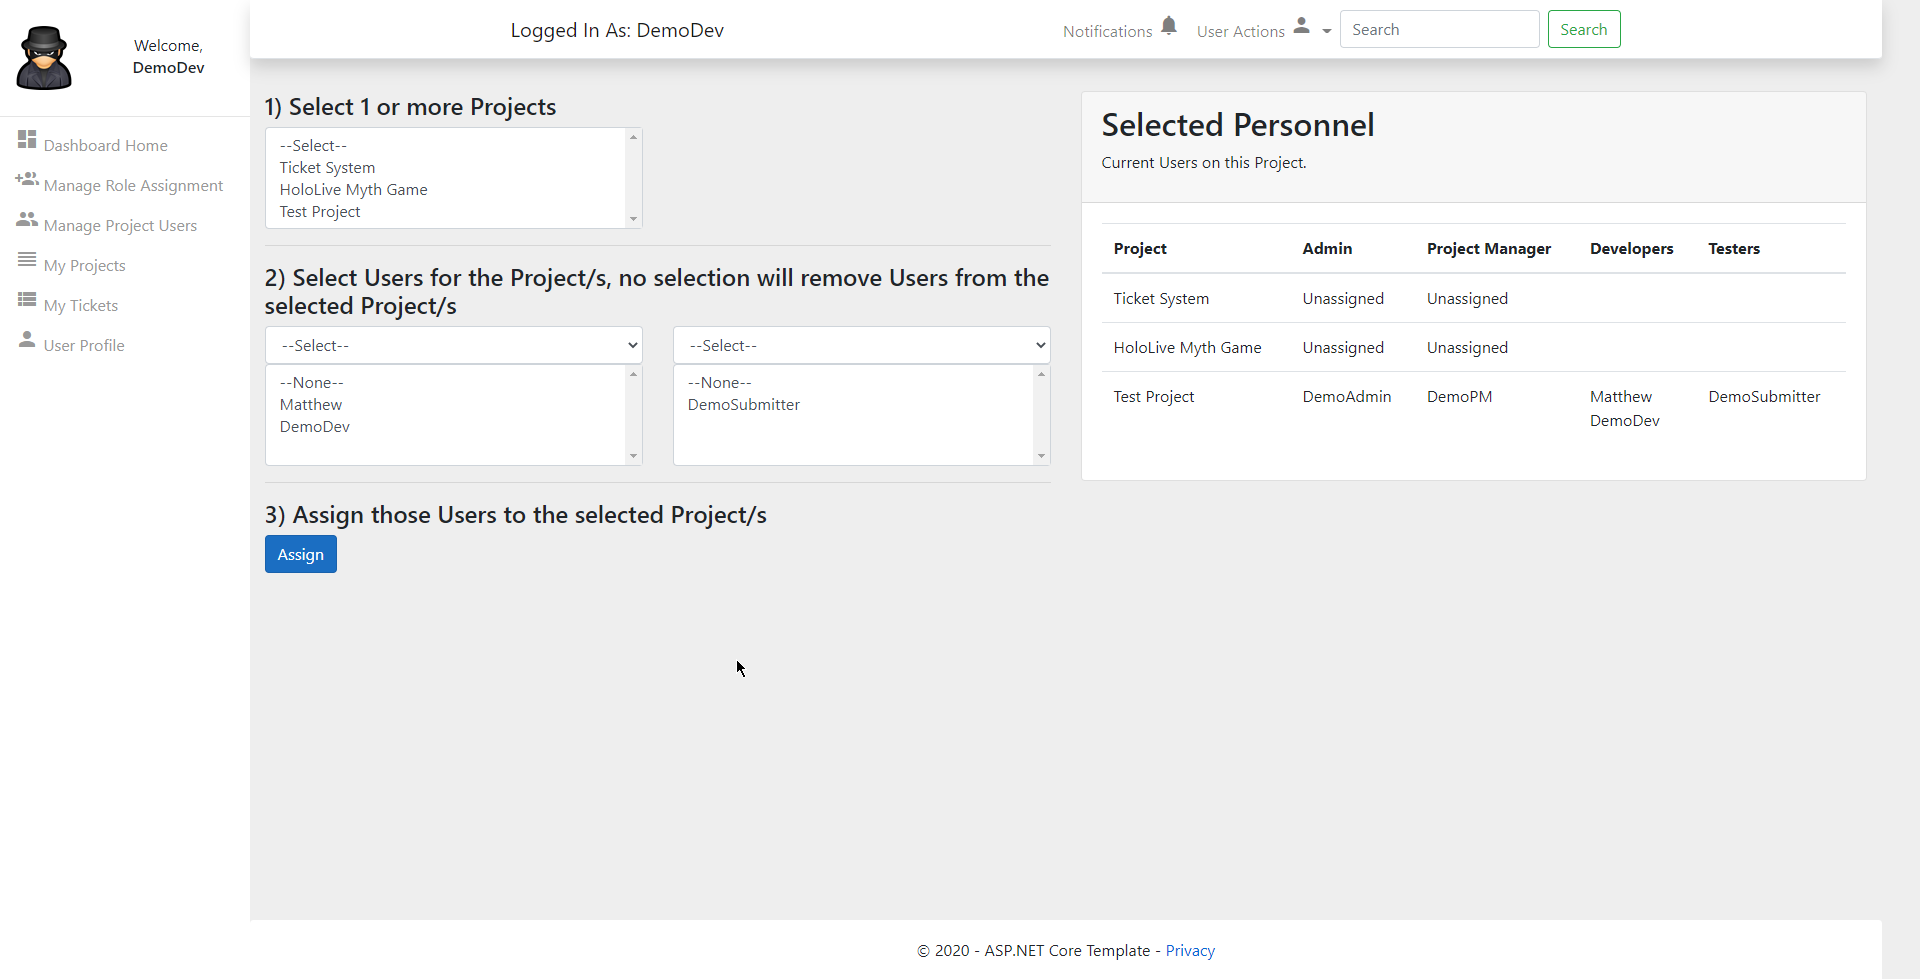 Welcome,
DemoDev
Dashboard Home
Manage Role Assignment
Manage Project Users
My Projects
My Tickets
User Profile
Logged In As: DemoDev
Notifications
User Actions
Search
Search
1) Select 1 or more Projects
--Select--
Ticket System
HoloLive Myth Game
Test Project
2) Select Users for the Project/s, no selection will remove Users from the
selected Project/s
--Select--
--None--
Matthew
DemoDev
--Select--
--None--
DemoSubmitter
3) Assign those Users to the selected Project/s
Assign
Selected Personnel
Current Users on this Project.
Project Admin Project Manager Developers Testers
Ticket System Unassigned Unassigned
HoloLive Myth Game Unassigned Unassigned
Test Project DemoAdmin DemoPM Matthew DemoSubmitter
DemoDev
© 2020 - ASP.NET Core Template - Privacy